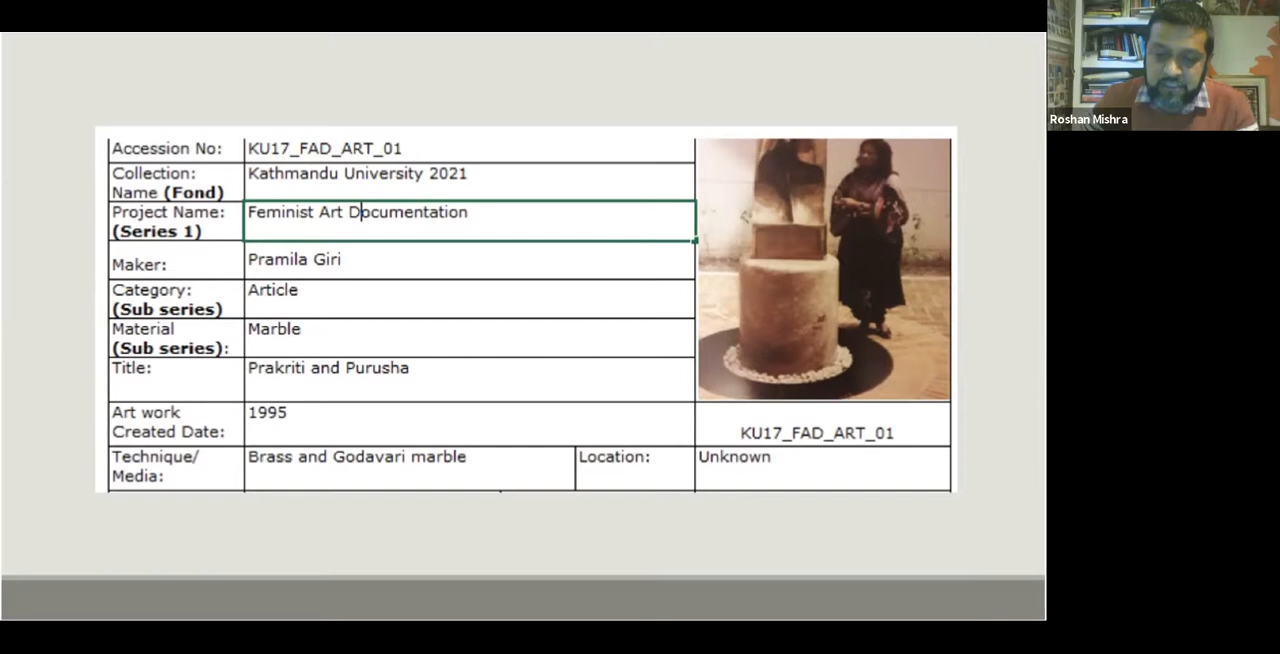 Roshan Mishra
Accession No: KU17_FAD_ART_01
Collection: Kathmandu University 2021
Name (Fond)
Project Name: Feminist Art Documentation
(Series 1)
Maker: Pramila Giri
Category: Article
(Sub series)
Material Marble
(Sub series):
Title: Prakriti and Purusha
Art work 1995
Created Date:
KU17_FAD_ART_01
Technique/ Brass and Godavari marble Location: Unknown
Media: